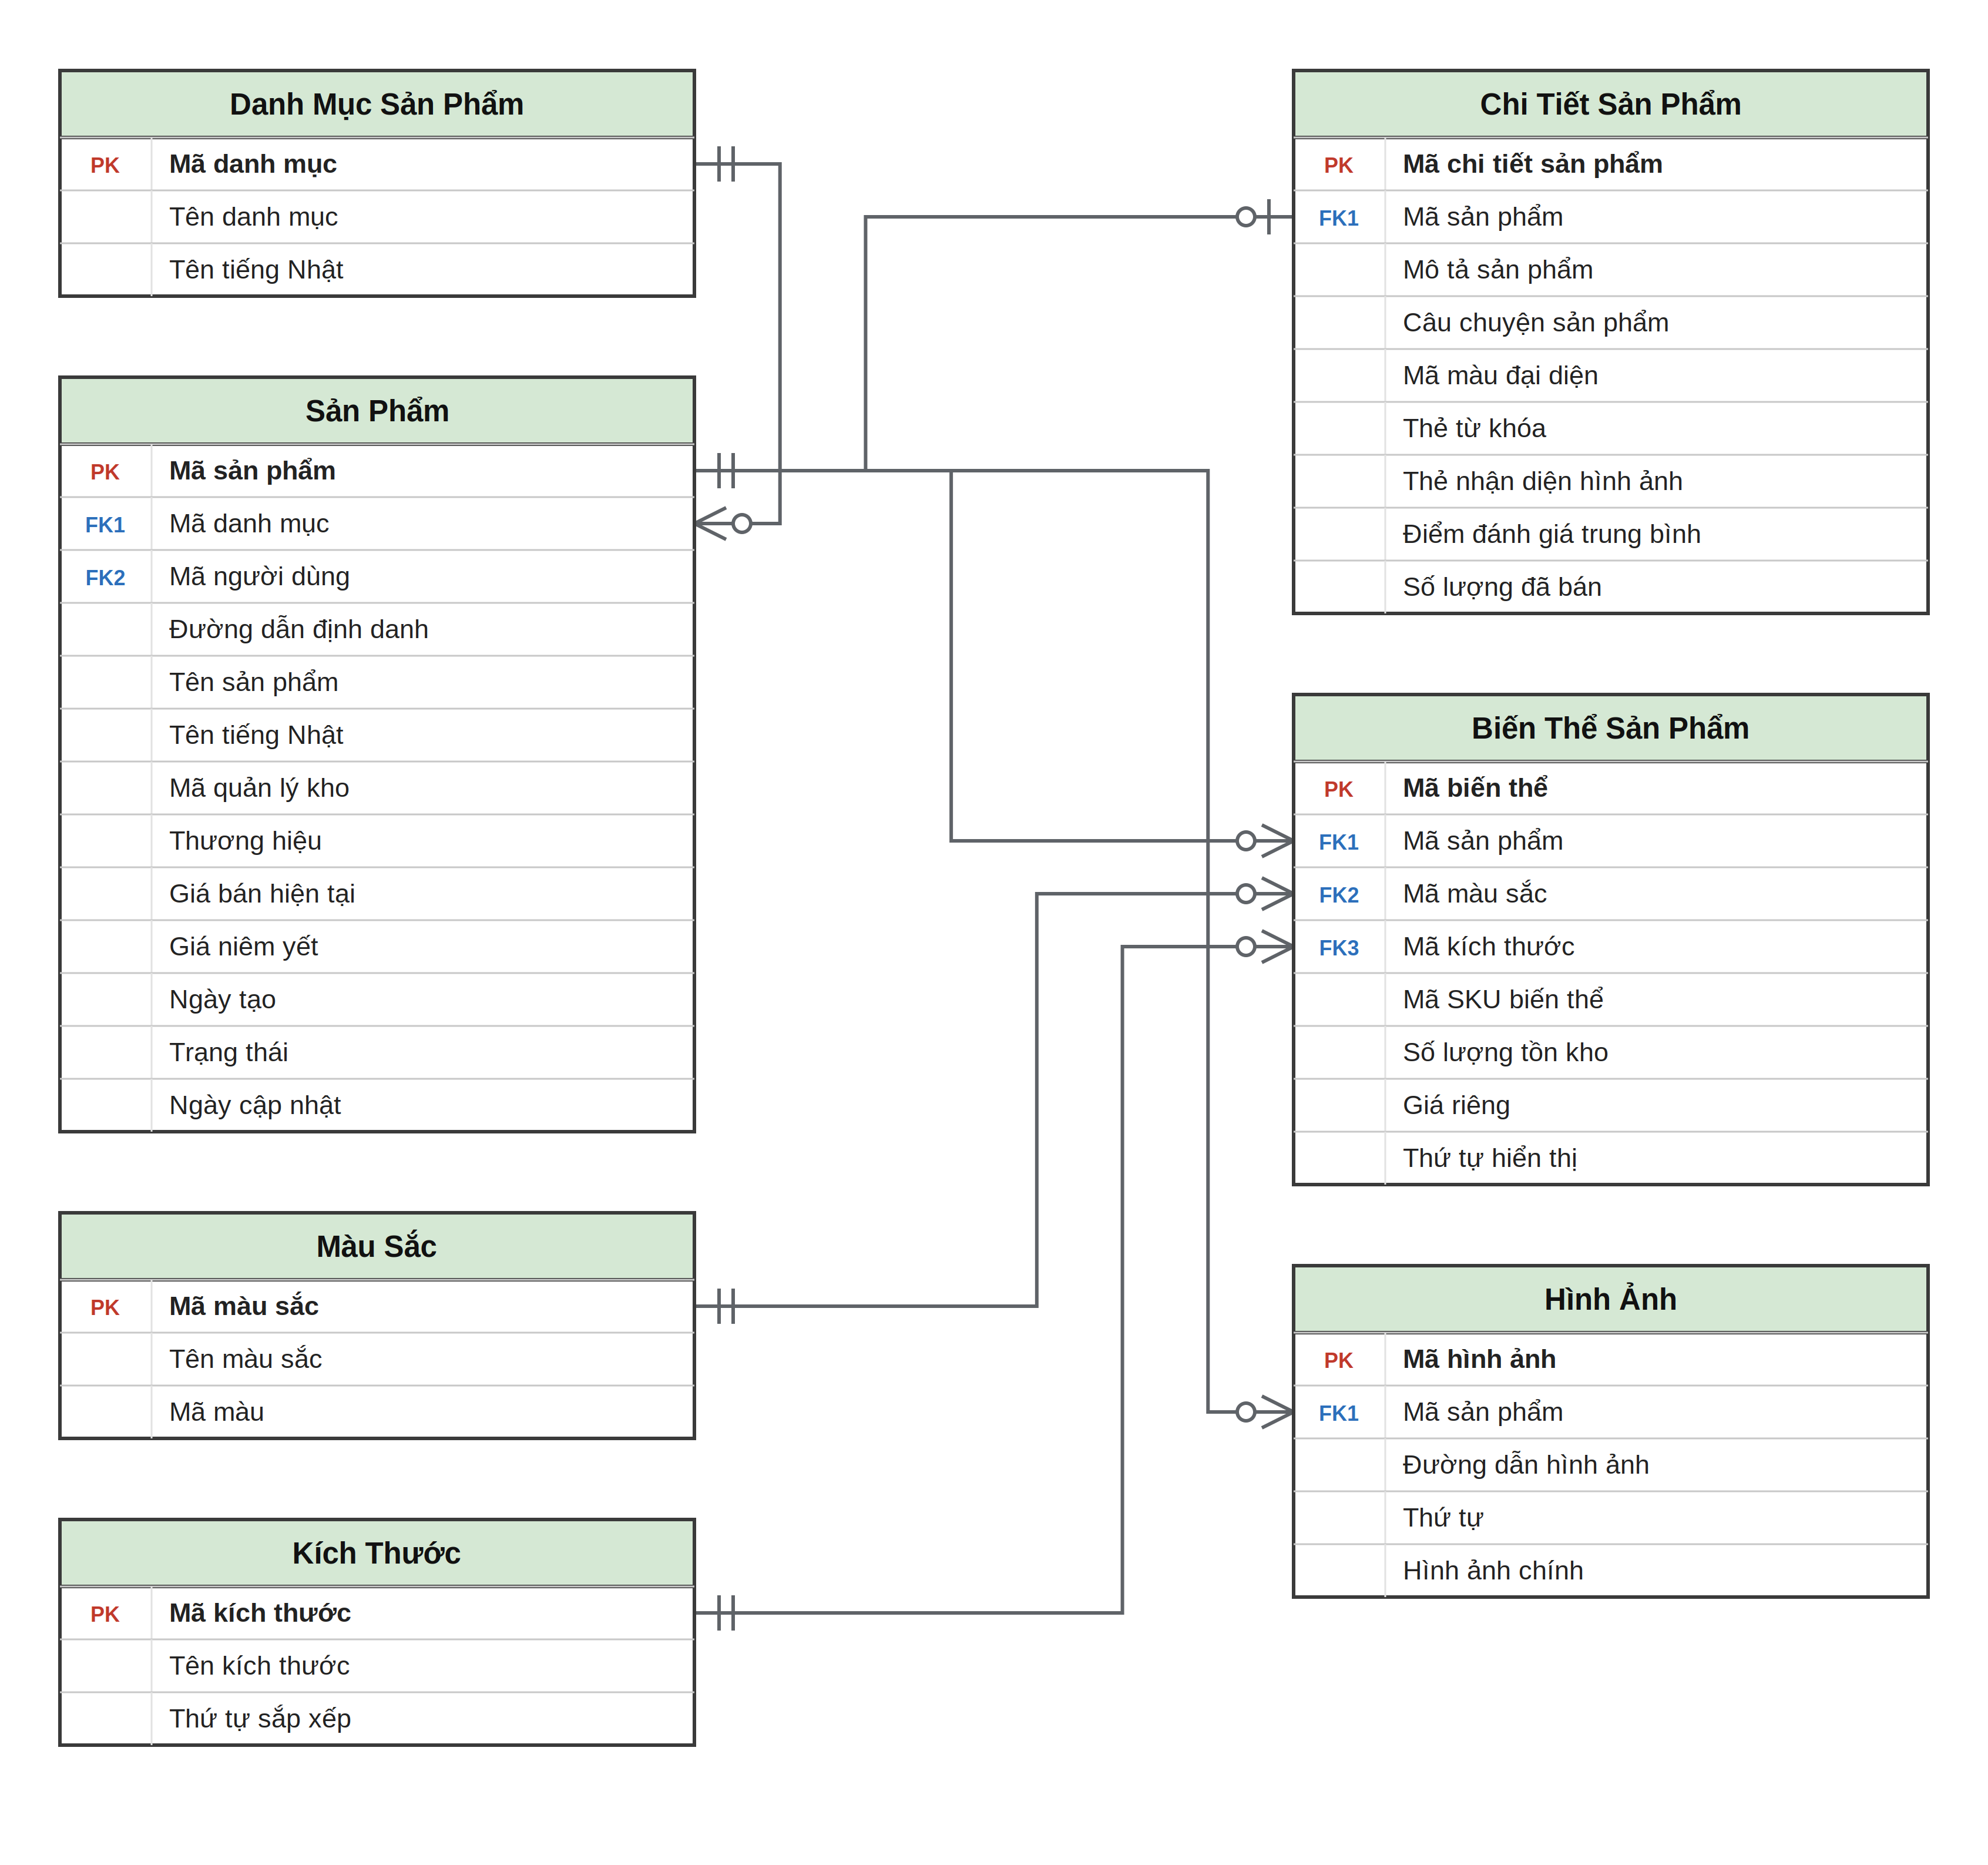 Danh Mục Sản Phẩm
PK Mã danh mục
Tên danh mục
Tên tiếng Nhật
Sản Phẩm
PK Mã sản phẩm
FK1 Mã danh mục
FK2 Mã người dùng
Đường dẫn định danh
Tên sản phẩm
Tên tiếng Nhật
Mã quản lý kho
Thương hiệu
Giá bán hiện tại
Giá niêm yết
Ngày tạo
Trạng thái
Ngày cập nhật
Màu Sắc
PK Mã màu sắc
Tên màu sắc
Mã màu
Kích Thước
PK Mã kích thước
Tên kích thước
Thứ tự sắp xếp
Chi Tiết Sản Phẩm
PK Mã chi tiết sản phẩm
FK1 Mã sản phẩm
Mô tả sản phẩm
Câu chuyện sản phẩm
Mã màu đại diện
Thẻ từ khóa
Thẻ nhận diện hình ảnh
Điểm đánh giá trung bình
Số lượng đã bán
Biến Thể Sản Phẩm
PK Mã biến thể
FK1 Mã sản phẩm
FK2 Mã màu sắc
FK3 Mã kích thước
Mã SKU biến thể
Số lượng tồn kho
Giá riêng
Thứ tự hiển thị
Hình Ảnh
PK Mã hình ảnh
FK1 Mã sản phẩm
Đường dẫn hình ảnh
Thứ tự
Hình ảnh chính